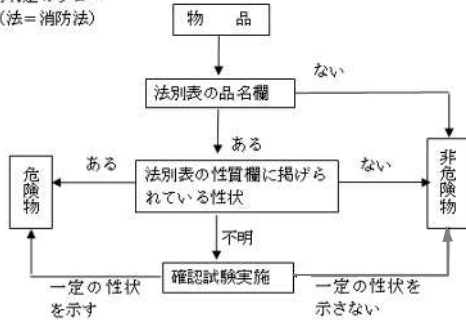 (法＝消防法)
物　品
法別表の品名欄
ない
ある
法別表の性質欄に掲げら
れている性状
ある
ない
危険物
非危険物
不明
確認試験実施
一定の性状
を示す
一定の性状を
示さない